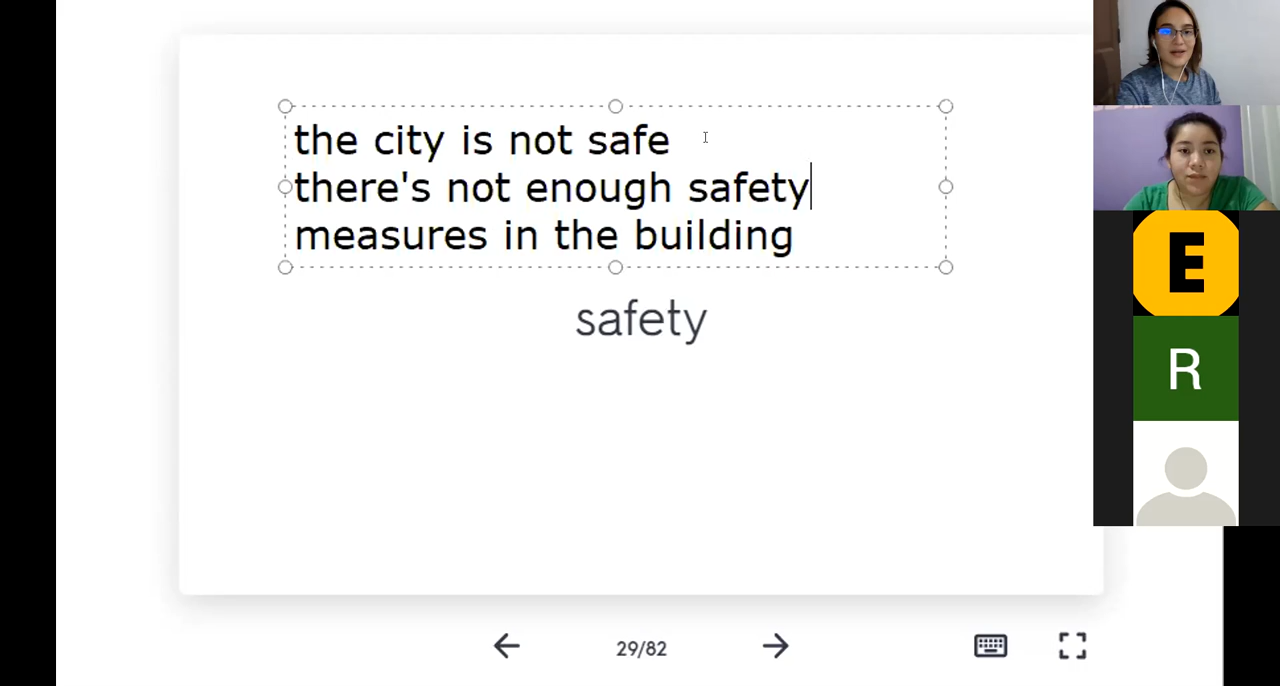 the city is not safe
there's not enough safety
measures in the building
safety
29/82
E
R